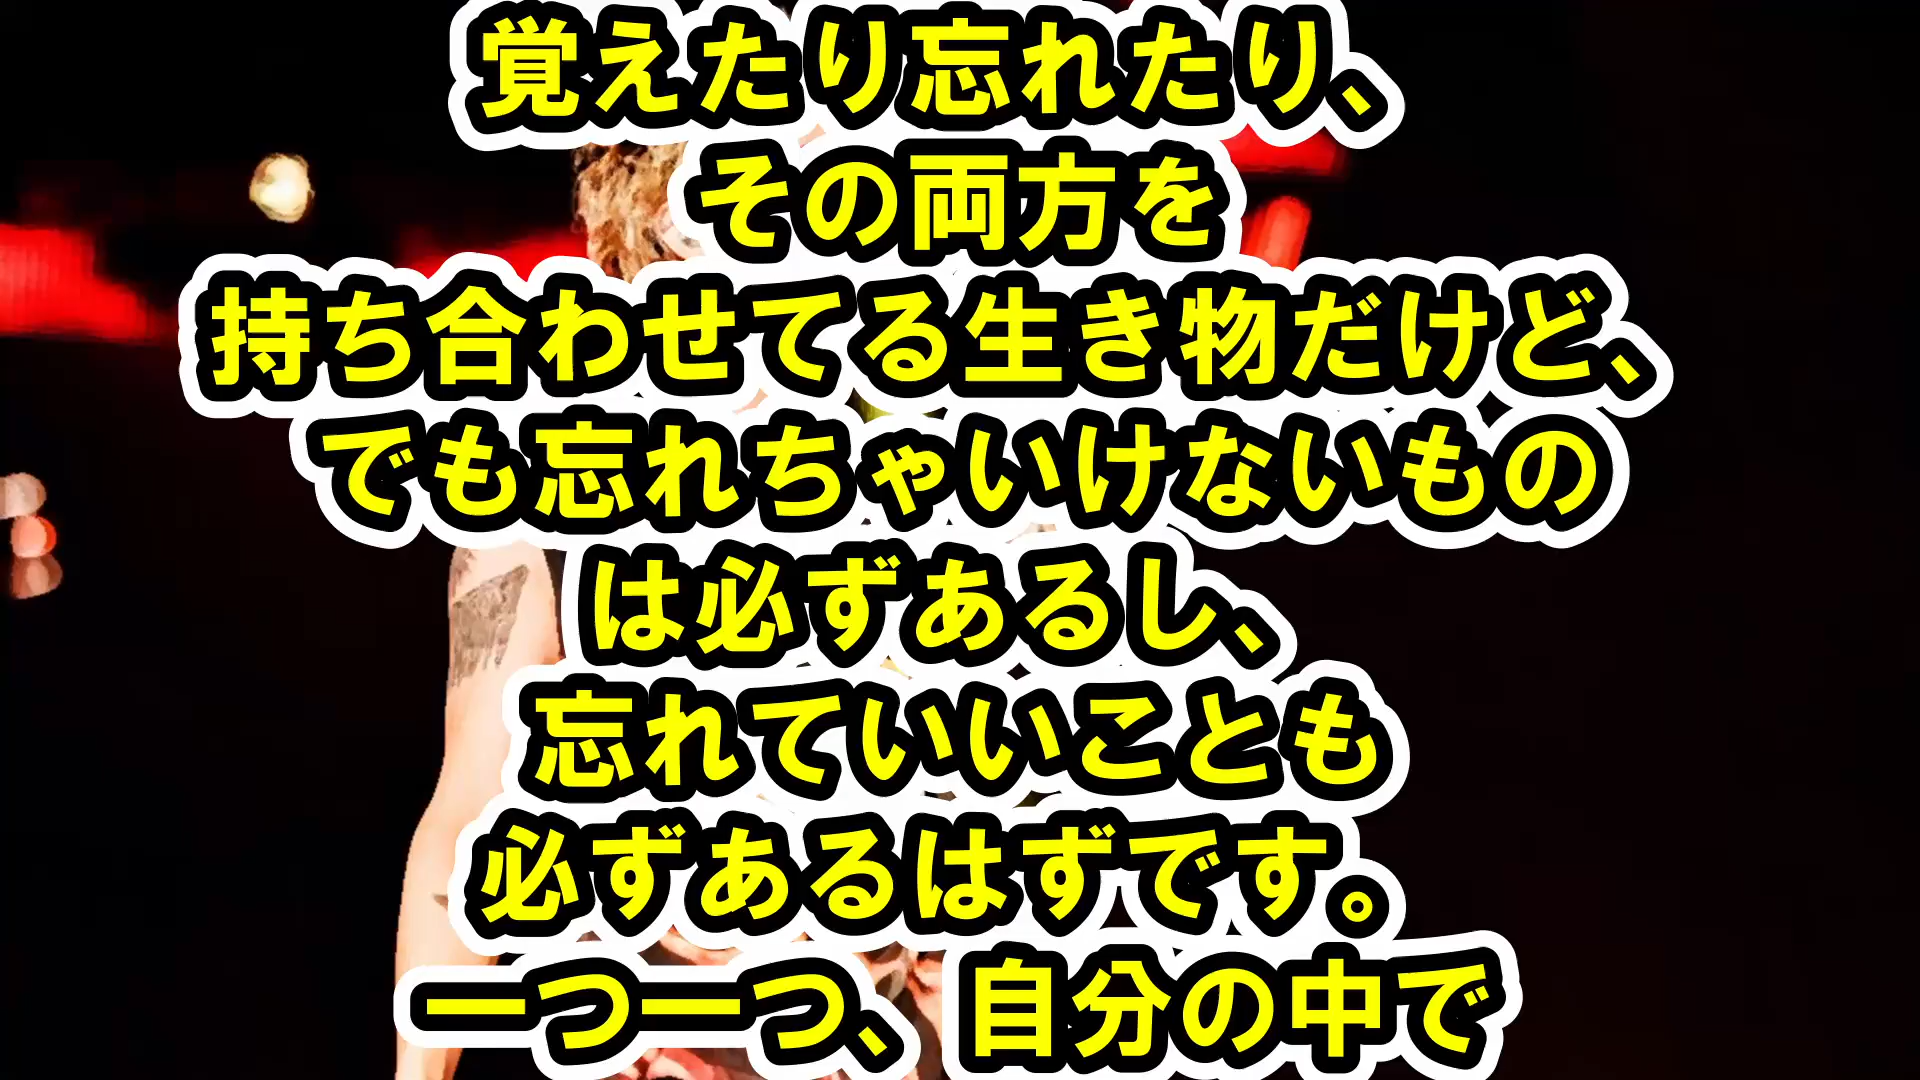 覚えたり忘れたり、
その両方を
持ち合わせてる生き物だけど、
でも忘れちゃいけないもの
は必ずあるし、
忘れていいことも
必ずあるはずです。
一つ一つ、自分の中で